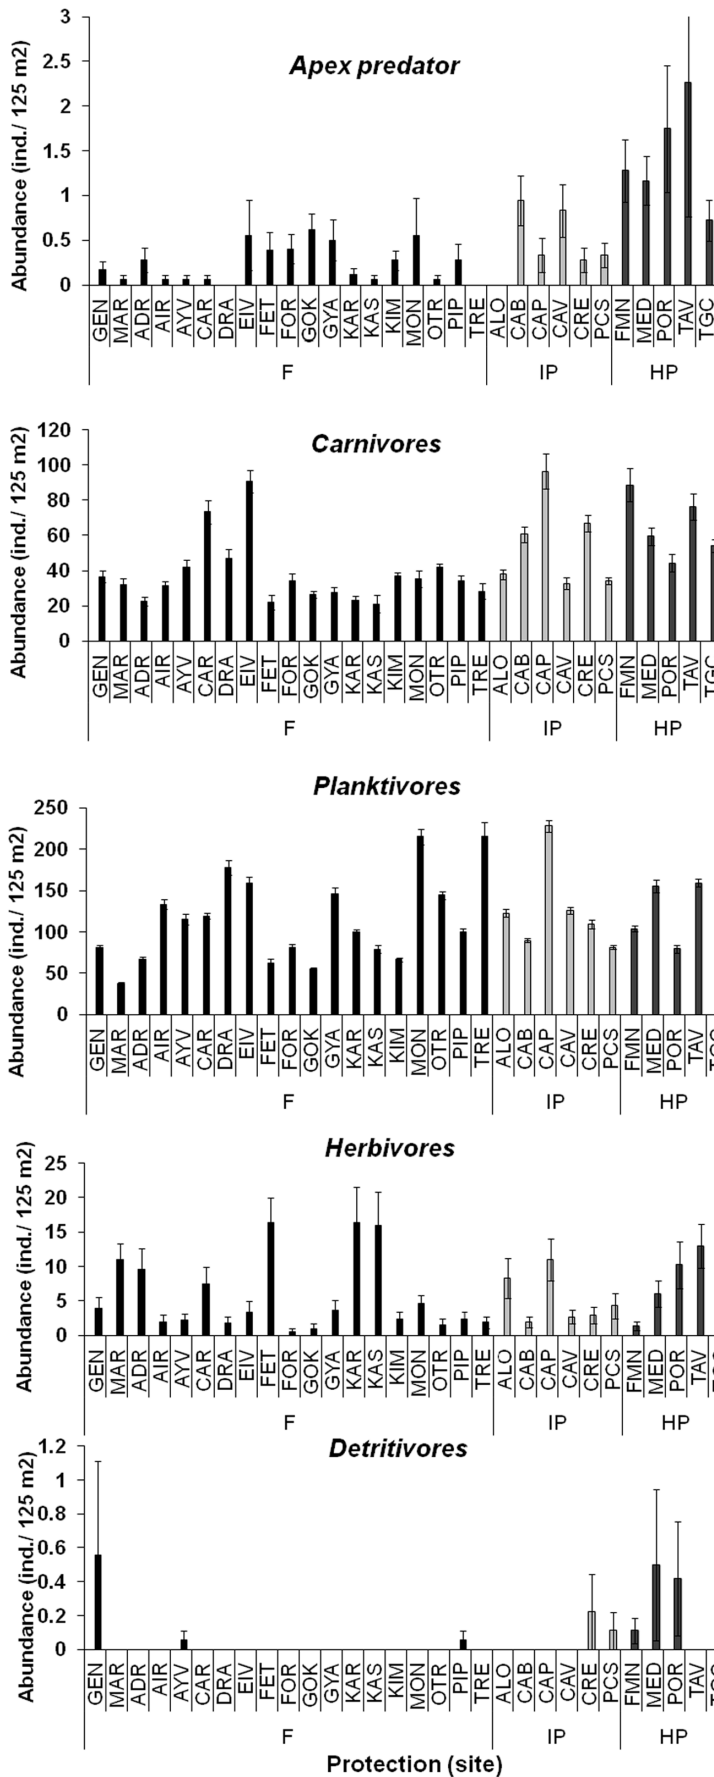 Apex predator
Abundance (ind./ 125 m2)
3
2.5
2
1.5
1
0.5
0
GEN MAR ADR AIR AYV CAR DRA EIV FET FOR GOK GYA KAR KAS KIM MON OTR PIP TRE ALO CAB CAP CAV CRE PCS FMN MED POR TAV TGC
F IP HP
Carnivores
Abundance (ind./ 125 m2)
120
100
80
60
40
20
0
GEN MAR ADR AIR AYV CAR DRA EIV FET FOR GOK GYA KAR KAS KIM MON OTR PIP TRE ALO CAB CAP CAV CRE PCS FMN MED POR TAV TGC
F IP HP
Planktivores
Abundance (ind./ 125 m2)
250
200
150
100
50
0
GEN MAR ADR AIR AYV CAR DRA EIV FET FOR GOK GYA KAR KAS KIM MON OTR PIP TRE ALO CAB CAP CAV CRE PCS FMN MED POR TAV
F IP HP
Herbivores
Abundance (ind./ 125 m2)
25
20
15
10
5
0
GEN MAR ADR AIR AYV CAR DRA EIV FET FOR GOK GYA KAR KAS KIM MON OTR PIP TRE ALO CAB CAP CAV CRE PCS FMN MED POR TAV
F IP HP
Detritivores
Abundance (ind./ 125 m2)
1.2
1
0.8
0.6
0.4
0.2
0
GEN MAR ADR AIR AYV CAR DRA EIV FET FOR GOK GYA KAR KAS KIM MON OTR PIP TRE ALO CAB CAP CAV CRE PCS FMN MED POR TAV
F IP HP
Protection (site)